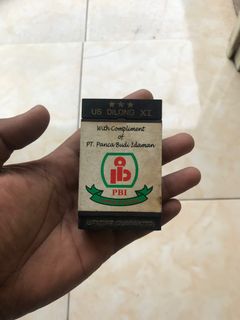 US DILONG XI
With Compliment
of
PT. Panca Budi Idaman
PBI